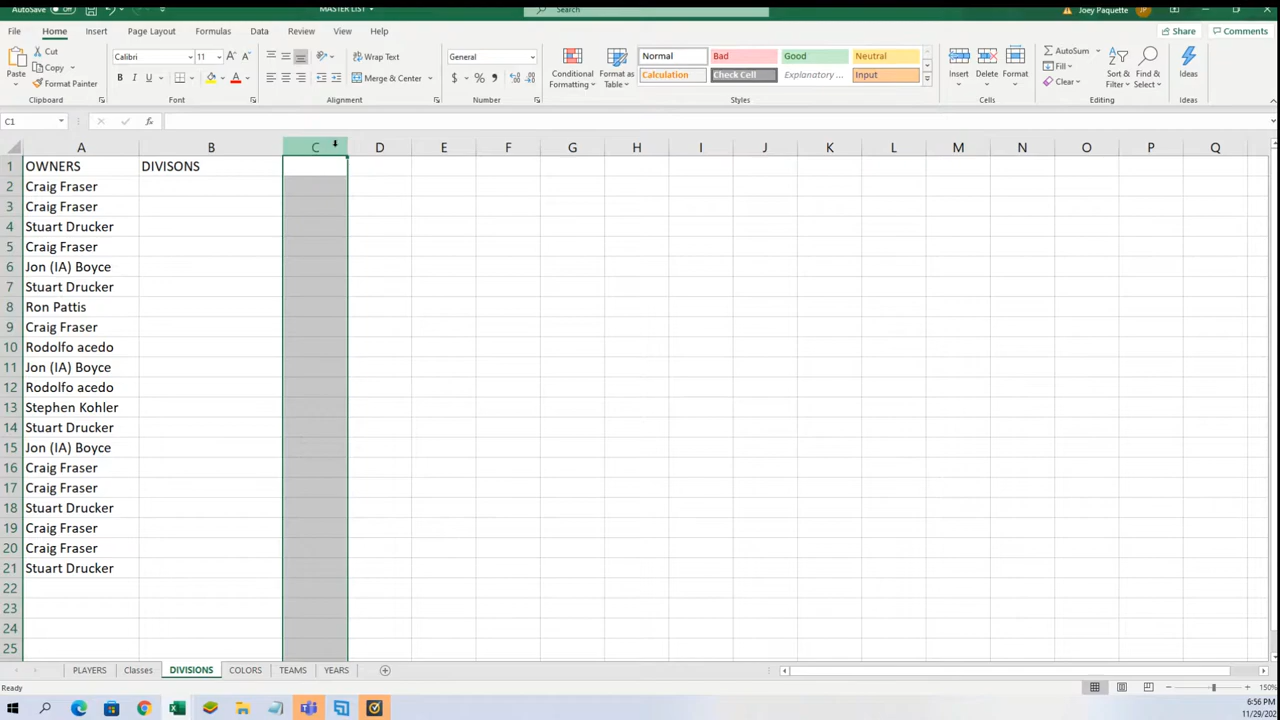 AutoSave Off MASTER LIST Search Joey Paquette JP
File Home Insert Page Layout Formulas Data Review View Help Share Comments
Paste Cut Copy Format Painter Clipboard
Calibri 11 A A B I U A Font
Wrap Text Merge & Center Alignment
General $ % Number
Conditional Formatting Format as Table
Normal Bad Good Neutral
Calculation Check Cell Explanatory ... Input
Styles
Insert Delete Format Cells
AutoSum Fill Clear Sort & Filter Find & Select Editing
Ideas Ideas
C1 fx
A B C D E F G H I J K L M N O P Q
1 OWNERS DIVISONS
2 Craig Fraser
3 Craig Fraser
4 Stuart Drucker
5 Craig Fraser
6 Jon (IA) Boyce
7 Stuart Drucker
8 Ron Pattis
9 Craig Fraser
10 Rodolfo acedo
11 Jon (IA) Boyce
12 Rodolfo acedo
13 Stephen Kohler
14 Stuart Drucker
15 Jon (IA) Boyce
16 Craig Fraser
17 Craig Fraser
18 Stuart Drucker
19 Craig Fraser
20 Craig Fraser
21 Stuart Drucker
22
23
24
25
PLAYERS Classes DIVISIONS COLORS TEAMS YEARS
Ready 150%
6:56 PM
11/29/202